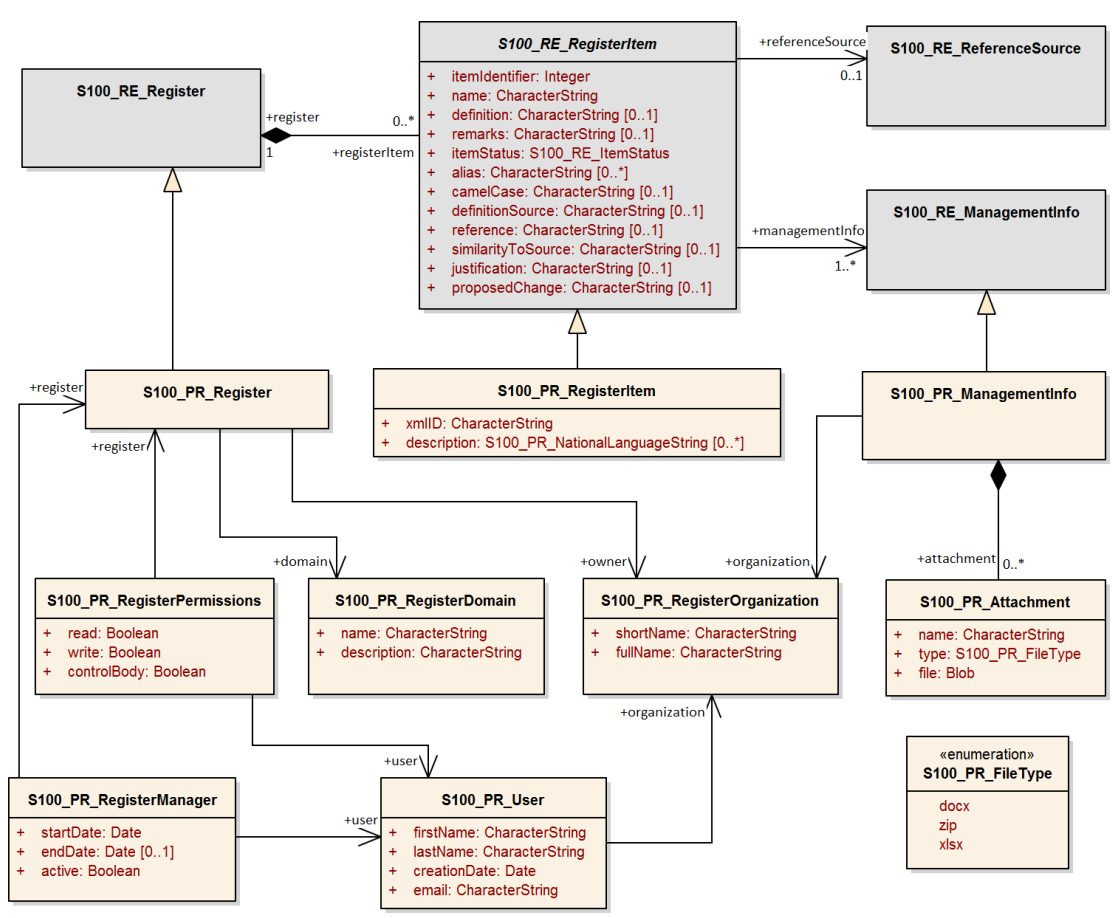 S100_RE_Register
+register
1
0..*
+registerItem
S100_RE_RegisterItem
+ itemIdentifier: Integer
+ name: CharacterString
+ definition: CharacterString [0..1]
+ remarks: CharacterString [0..1]
+ itemStatus: S100_RE_ItemStatus
+ alias: CharacterString [0..*]
+ camelCase: CharacterString [0..1]
+ definitionSource: CharacterString [0..1]
+ reference: CharacterString [0..1]
+ similarityToSource: CharacterString [0..1]
+ justification: CharacterString [0..1]
+ proposedChange: CharacterString [0..1]
+referenceSource
0..1
S100_RE_ReferenceSource
+managementInfo
1..*
S100_RE_ManagementInfo
+register
S100_PR_Register
+register
S100_PR_RegisterItem
+ xmlID: CharacterString
+ description: S100_PR_NationalLanguageString [0..*]
S100_PR_ManagementInfo
+domain
+owner
+organization
+attachment
0..*
S100_PR_RegisterPermissions
+ read: Boolean
+ write: Boolean
+ controlBody: Boolean
S100_PR_RegisterDomain
+ name: CharacterString
+ description: CharacterString
S100_PR_RegisterOrganization
+ shortName: CharacterString
+ fullName: CharacterString
S100_PR_Attachment
+ name: CharacterString
+ type: S100_PR_FileType
+ file: Blob
+organization
+user
S100_PR_RegisterManager
+ startDate: Date
+ endDate: Date [0..1]
+ active: Boolean
+user
S100_PR_User
+ firstName: CharacterString
+ lastName: CharacterString
+ creationDate: Date
+ email: CharacterString
«enumeration»
S100_PR_FileType
docx
zip
xlsx